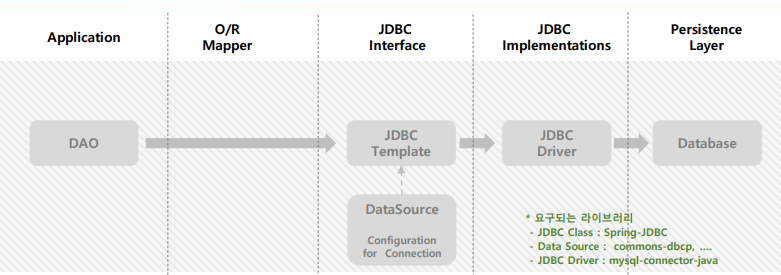 Application
O/R
Mapper
JDBC
Interface
JDBC
Implementations
Persistence
Layer
DAO
JDBC
Template
JDBC
Driver
Database
DataSource
Configuration
for Connection
* 요구되는 라이브러리
- JDBC Class : Spring-JDBC
- Data Source : commons-dbcp, ....
- JDBC Driver : mysql-connector-java